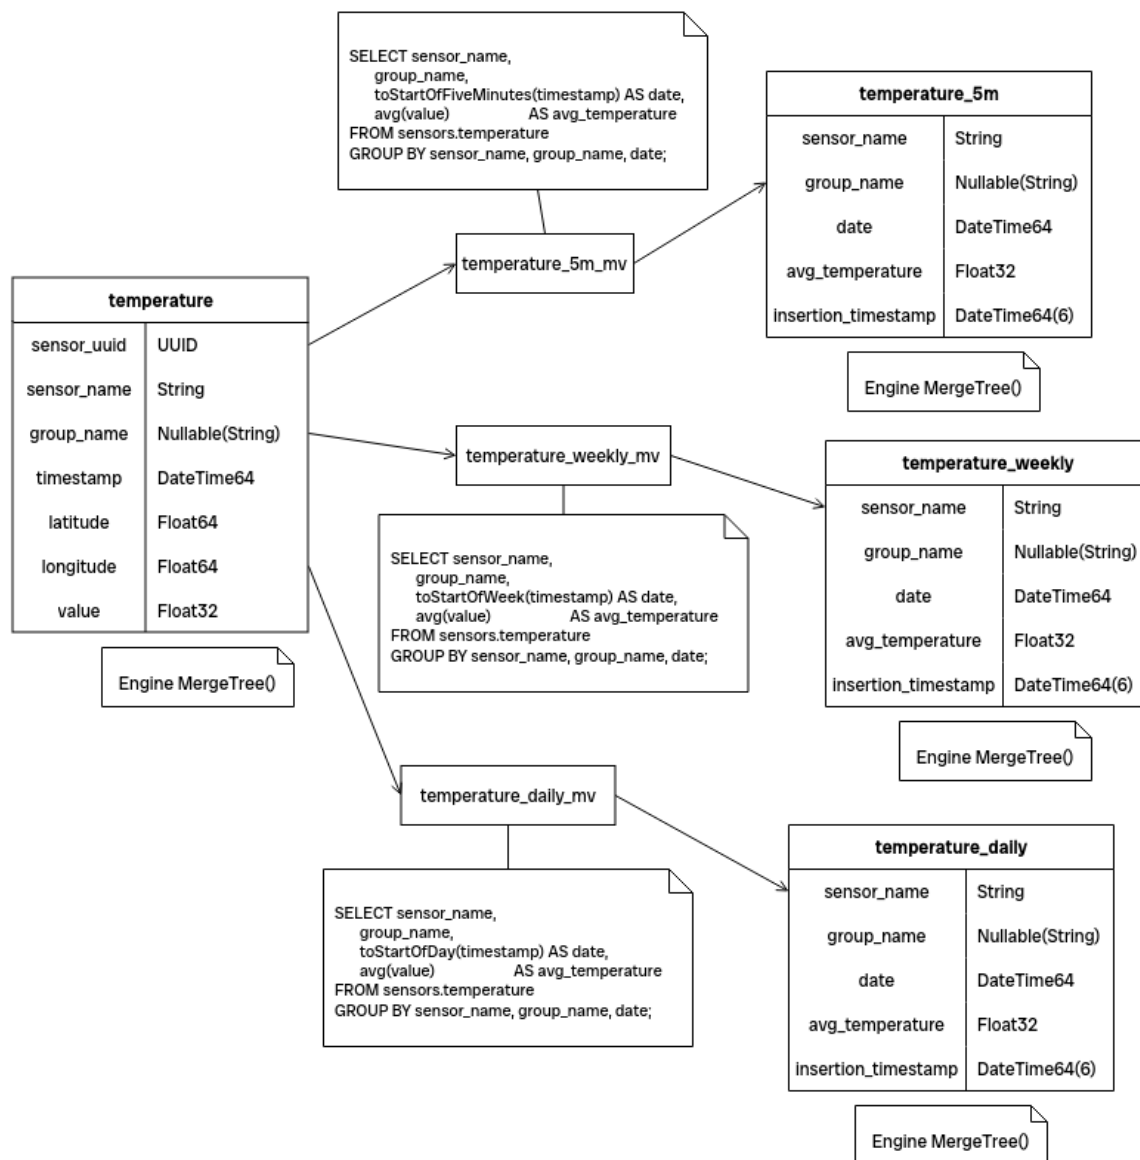 SELECT sensor_name,
group_name,
toStartOfFiveMinutes(timestamp) AS date,
avg(value) AS avg_temperature
FROM sensors.temperature
GROUP BY sensor_name, group_name, date;
temperature_5m_mv
temperature_5m
sensor_name String
group_name Nullable(String)
date DateTime64
avg_temperature Float32
insertion_timestamp DateTime64(6)
Engine MergeTree()
temperature
sensor_uuid UUID
sensor_name String
group_name Nullable(String)
timestamp DateTime64
latitude Float64
longitude Float64
value Float32
Engine MergeTree()
temperature_weekly_mv
SELECT sensor_name,
group_name,
toStartOfWeek(timestamp) AS date,
avg(value) AS avg_temperature
FROM sensors.temperature
GROUP BY sensor_name, group_name, date;
temperature_weekly
sensor_name String
group_name Nullable(String)
date DateTime64
avg_temperature Float32
insertion_timestamp DateTime64(6)
Engine MergeTree()
temperature_daily_mv
SELECT sensor_name,
group_name,
toStartOfDay(timestamp) AS date,
avg(value) AS avg_temperature
FROM sensors.temperature
GROUP BY sensor_name, group_name, date;
temperature_daily
sensor_name String
group_name Nullable(String)
date DateTime64
avg_temperature Float32
insertion_timestamp DateTime64(6)
Engine MergeTree()